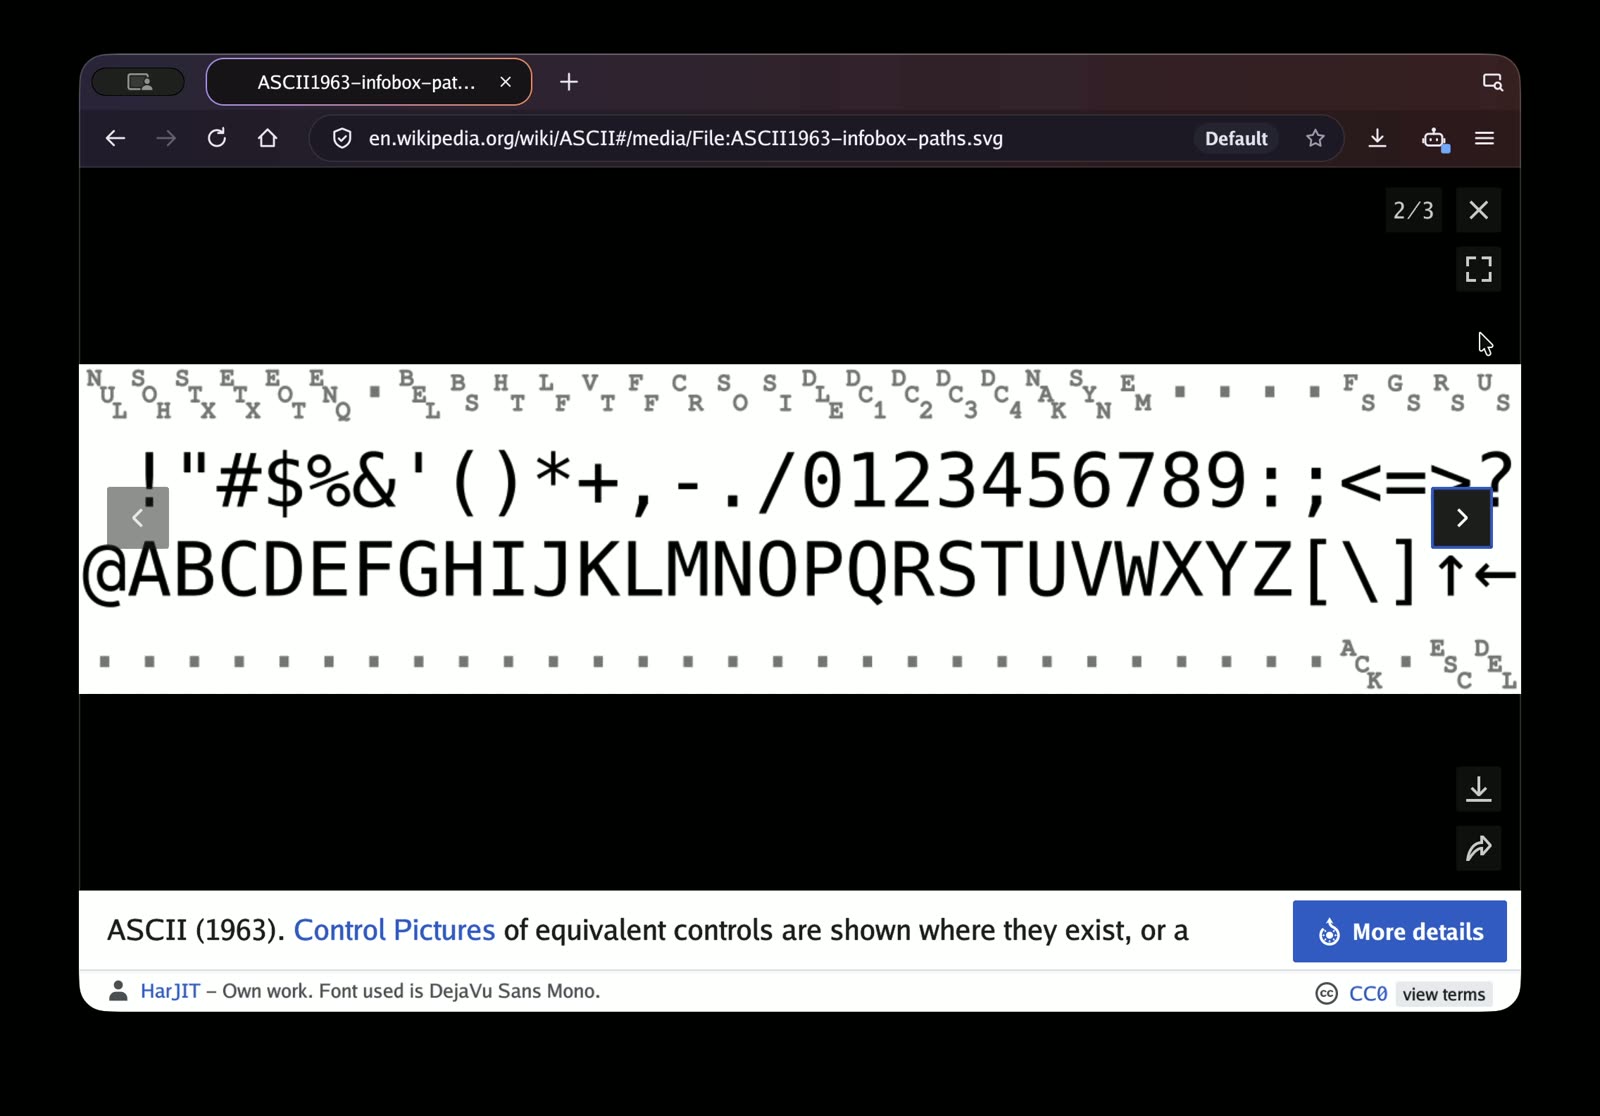 ASCII1963-infobox-pat...
en.wikipedia.org/wiki/ASCII#/media/File:ASCII1963-infobox-paths.svg Default
2/3
NUL SOH STX ETX EOT ENQ ▪ BEL BS HT LF VT FF CR SO SI DLE DC1 DC2 DC3 DC4 NAK SYN EM ▪ ▪ ▪ ▪ FS GS RS US
!"#$%&'()*+,-./0123456789:;<=>?
@ABCDEFGHIJKLMNOPQRSTUVWXYZ[\]↑←
▪ ▪ ▪ ▪ ▪ ▪ ▪ ▪ ▪ ▪ ▪ ▪ ▪ ▪ ▪ ▪ ▪ ▪ ▪ ▪ ▪ ▪ ▪ ▪ ▪ ▪ ▪ ▪ ACK ▪ ESC DEL
ASCII (1963). Control Pictures of equivalent controls are shown where they exist, or a
More details
HarJIT – Own work. Font used is DejaVu Sans Mono.
CC0 view terms